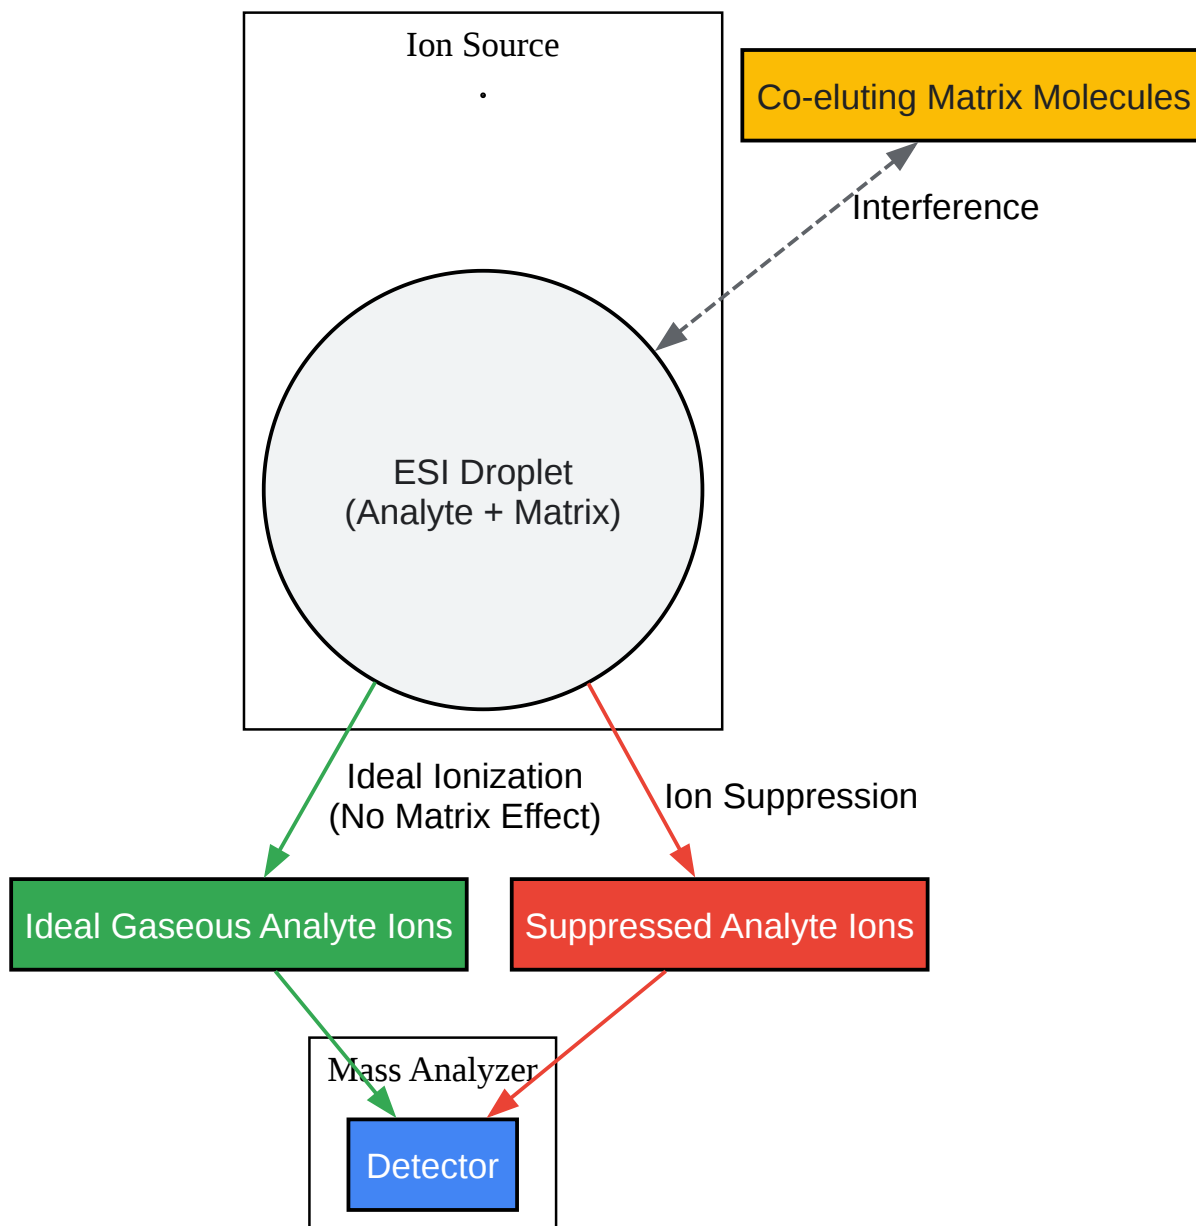 Ion Source
Co-eluting Matrix Molecules
Interference
ESI Droplet
(Analyte + Matrix)
Ideal Ionization
(No Matrix Effect)
Ion Suppression
Ideal Gaseous Analyte Ions
Suppressed Analyte Ions
Mass Analyzer
Detector